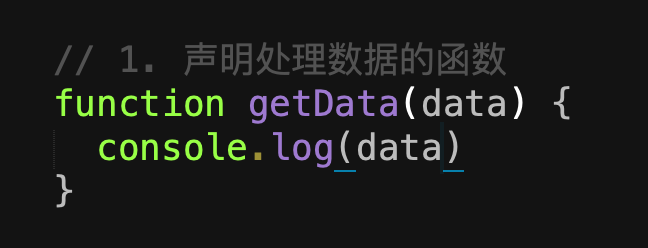 // 1. 声明处理数据的函数
function getData(data) {
  console.log(data)
}